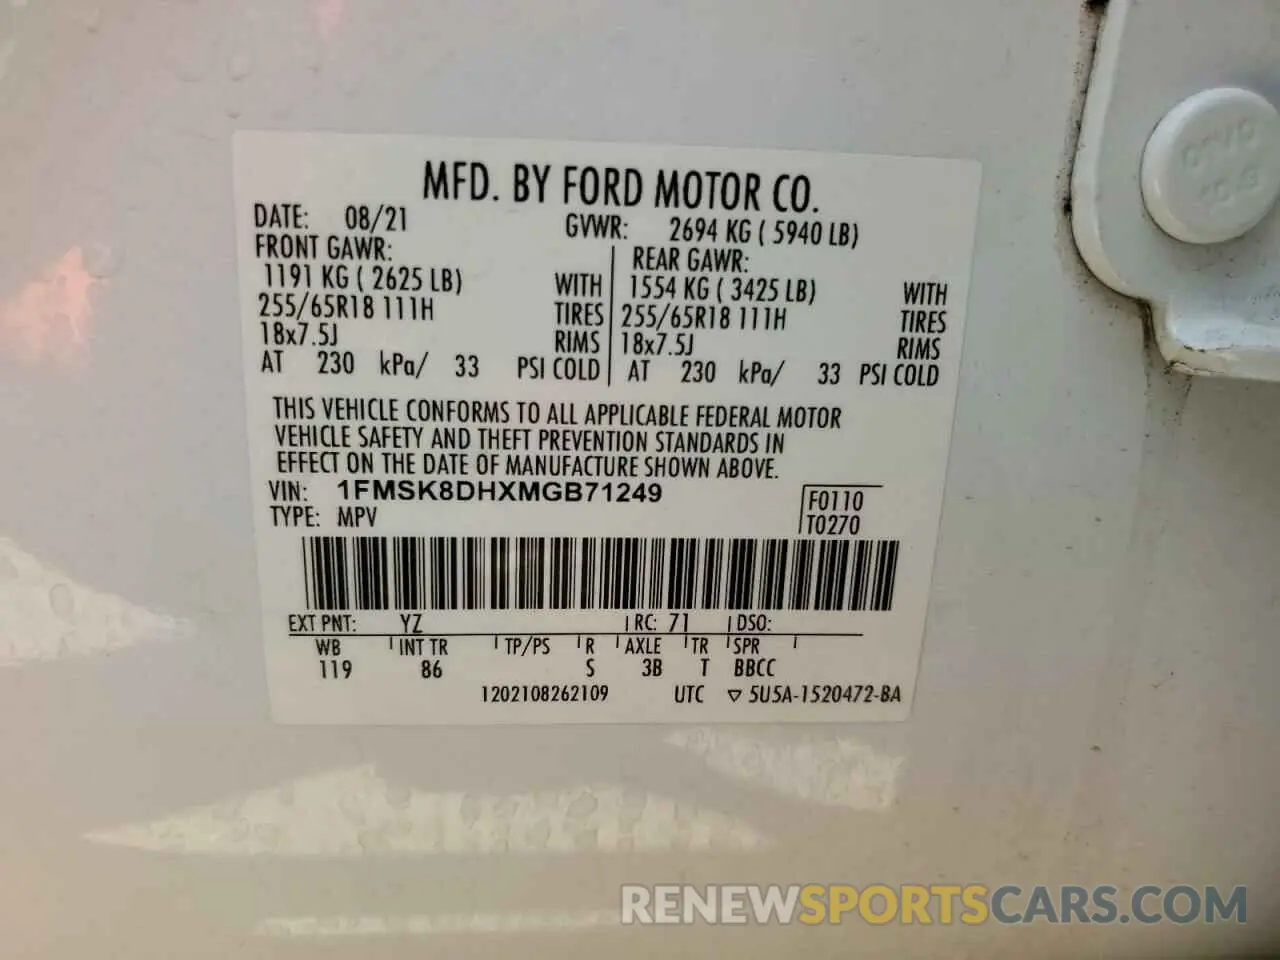 MFD. BY FORD MOTOR CO.
DATE: 08/21 GVWR: 2694 KG ( 5940 LB)
FRONT GAWR: REAR GAWR:
1191 KG ( 2625 LB) WITH 1554 KG ( 3425 LB) WITH
255/65R18 111H TIRES 255/65R18 111H TIRES
18x7.5J RIMS 18x7.5J RIMS
AT 230 kPa/ 33 PSI COLD AT 230 kPa/ 33 PSI COLD
THIS VEHICLE CONFORMS TO ALL APPLICABLE FEDERAL MOTOR
VEHICLE SAFETY AND THEFT PREVENTION STANDARDS IN
EFFECT ON THE DATE OF MANUFACTURE SHOWN ABOVE.
VIN: 1FMSK8DHXMGB71249 F0110
TYPE: MPV T0270
EXT PNT: YZ RC: 71 DSO:
WB INT TR TP/PS R AXLE TR SPR
119 86 S 3B T BBCC
1202108262109 UTC ▽ 5U5A-1520472-BA
RENEWSPORTSCARS.COM